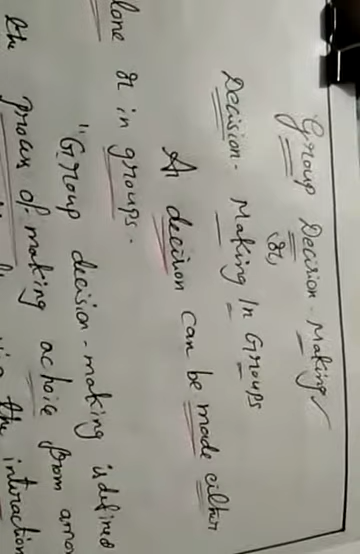 Group Decision-Making
Or,
Decision-Making In Groups
A decision can be made either
alone or in groups.
"Group decision-making is defined
the process of making a choice from
the interaction